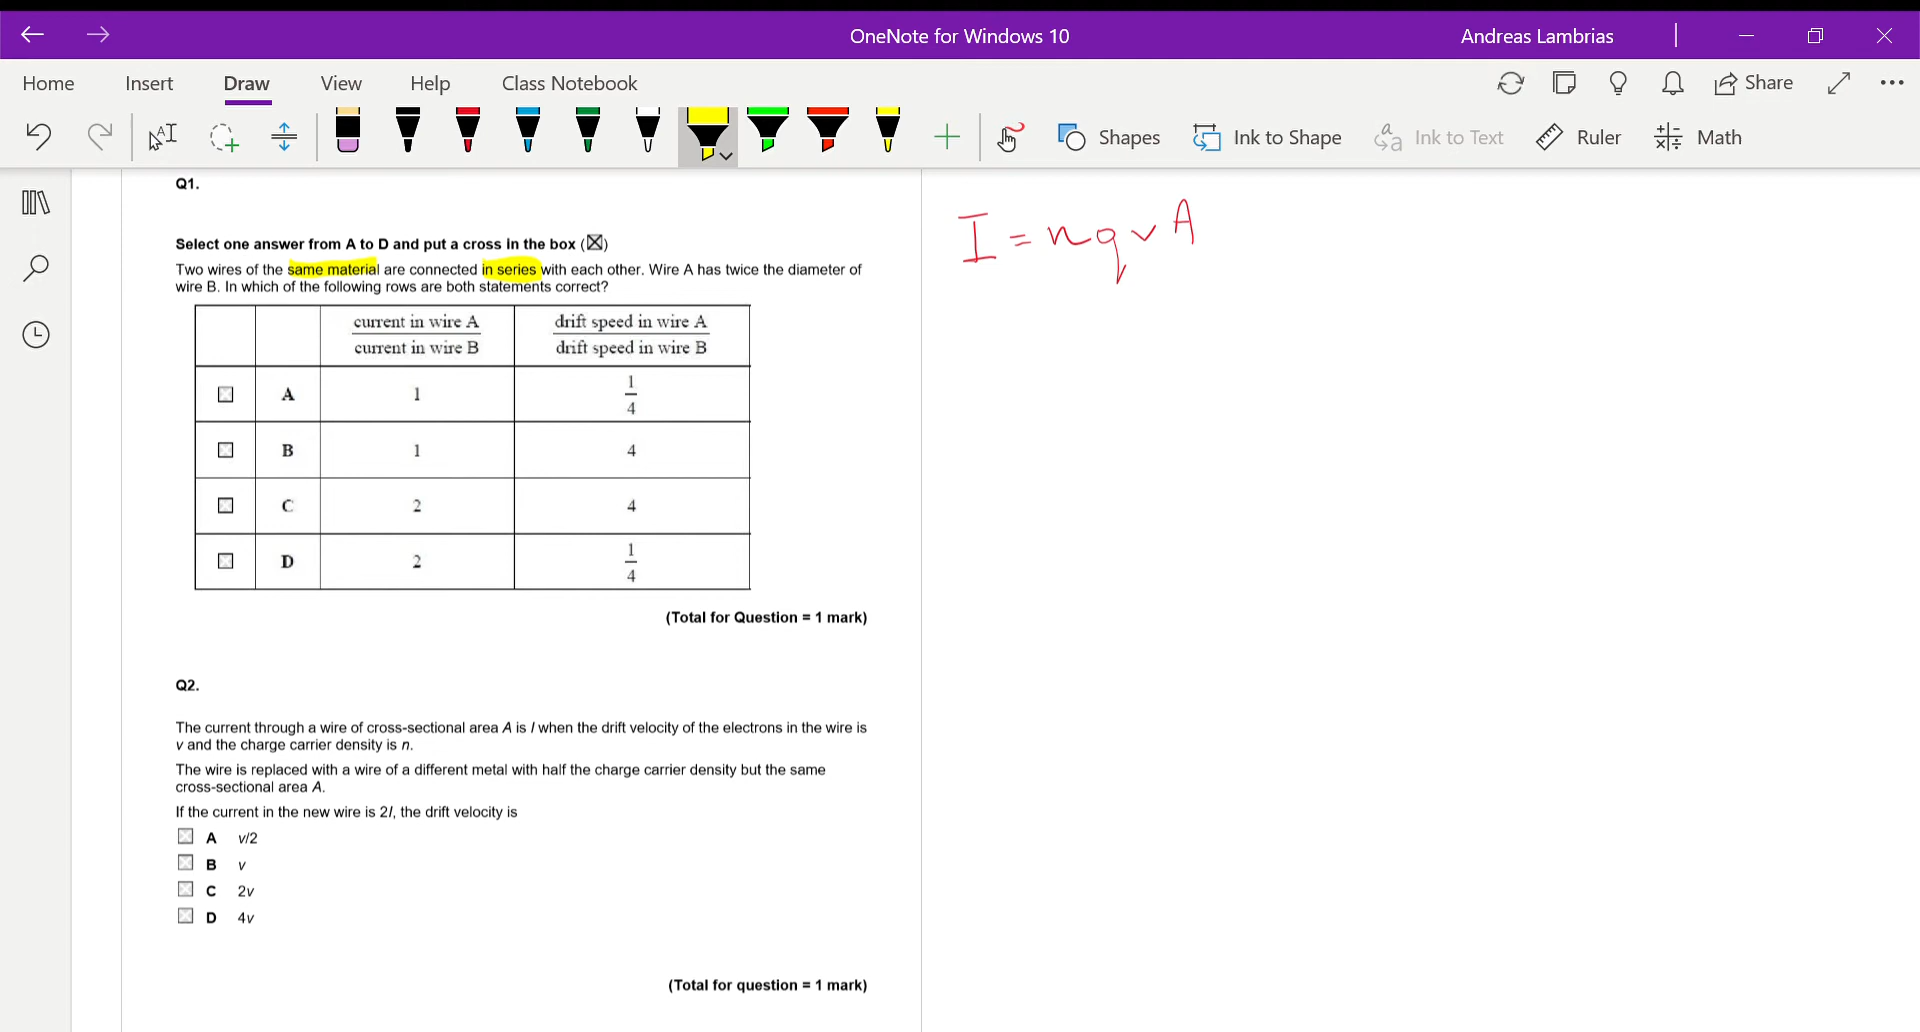 OneNote for Windows 10
Andreas Lambrias
Home Insert Draw View Help Class Notebook
Share
Shapes Ink to Shape Ink to Text Ruler Math
Q1.
Select one answer from A to D and put a cross in the box (☒)
Two wires of the same material are connected in series with each other. Wire A has twice the diameter of
wire B. In which of the following rows are both statements correct?
current in wire A drift speed in wire A
current in wire B drift speed in wire B
A 1 1/4
B 1 4
C 2 4
D 2 1/4
(Total for Question = 1 mark)
Q2.
The current through a wire of cross-sectional area A is I when the drift velocity of the electrons in the wire is
v and the charge carrier density is n.
The wire is replaced with a wire of a different metal with half the charge carrier density but the same
cross-sectional area A.
If the current in the new wire is 2I, the drift velocity is
A v/2
B v
C 2v
D 4v
(Total for question = 1 mark)
I = nqvA